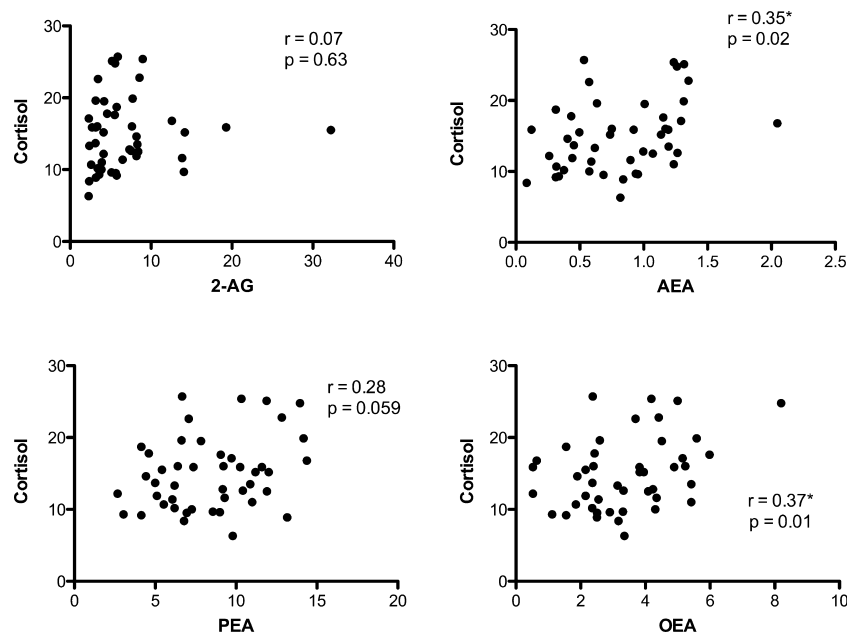 30
20
10
0
Cortisol
r = 0.07
p = 0.63
0 10 20 30 40
2-AG
30
20
10
0
Cortisol
r = 0.35*
p = 0.02
0.0 0.5 1.0 1.5 2.0 2.5
AEA
30
20
10
0
Cortisol
r = 0.28
p = 0.059
0 5 10 15 20
PEA
30
20
10
0
Cortisol
r = 0.37*
p = 0.01
0 2 4 6 8 10
OEA